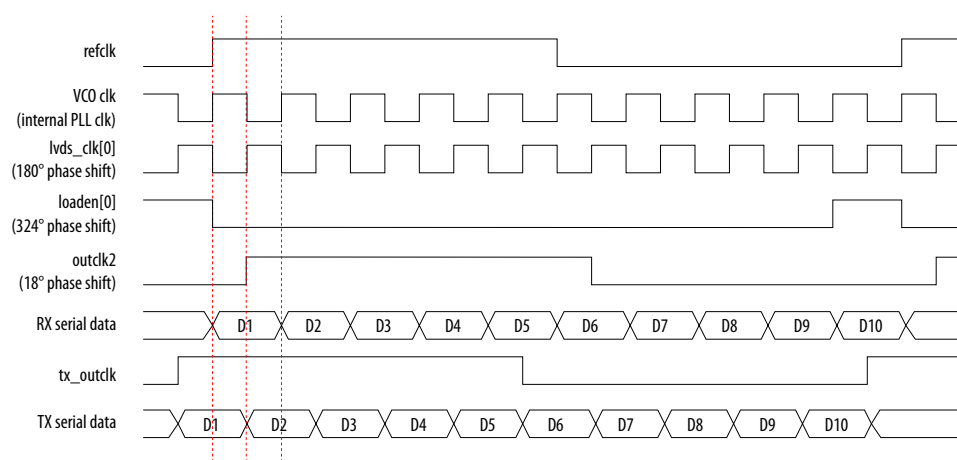 refclk
VCO clk
(internal PLL clk)
lvds_clk[0]
(180° phase shift)
loaden[0]
(324° phase shift)
outclk2
(18° phase shift)
RX serial data D1 D2 D3 D4 D5 D6 D7 D8 D9 D10
tx_outclk
TX serial data D1 D2 D3 D4 D5 D6 D7 D8 D9 D10